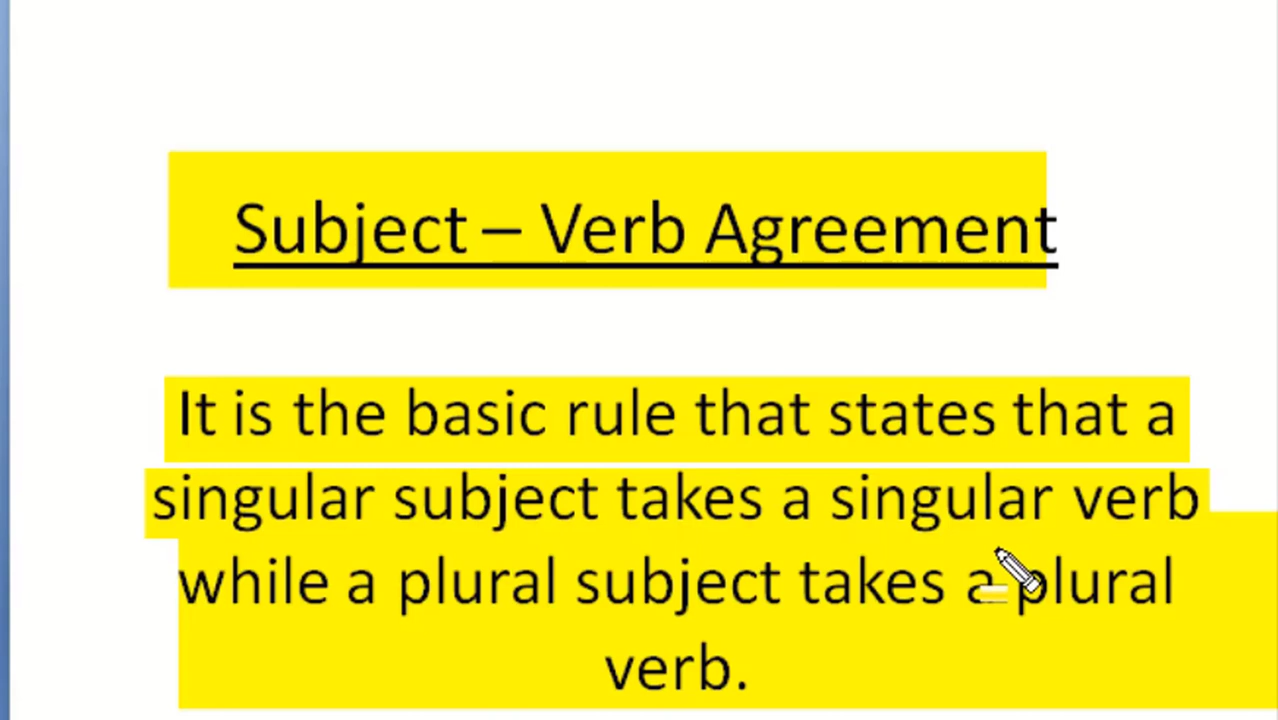 Subject – Verb Agreement
It is the basic rule that states that a
singular subject takes a singular verb
while a plural subject takes a plural
verb.